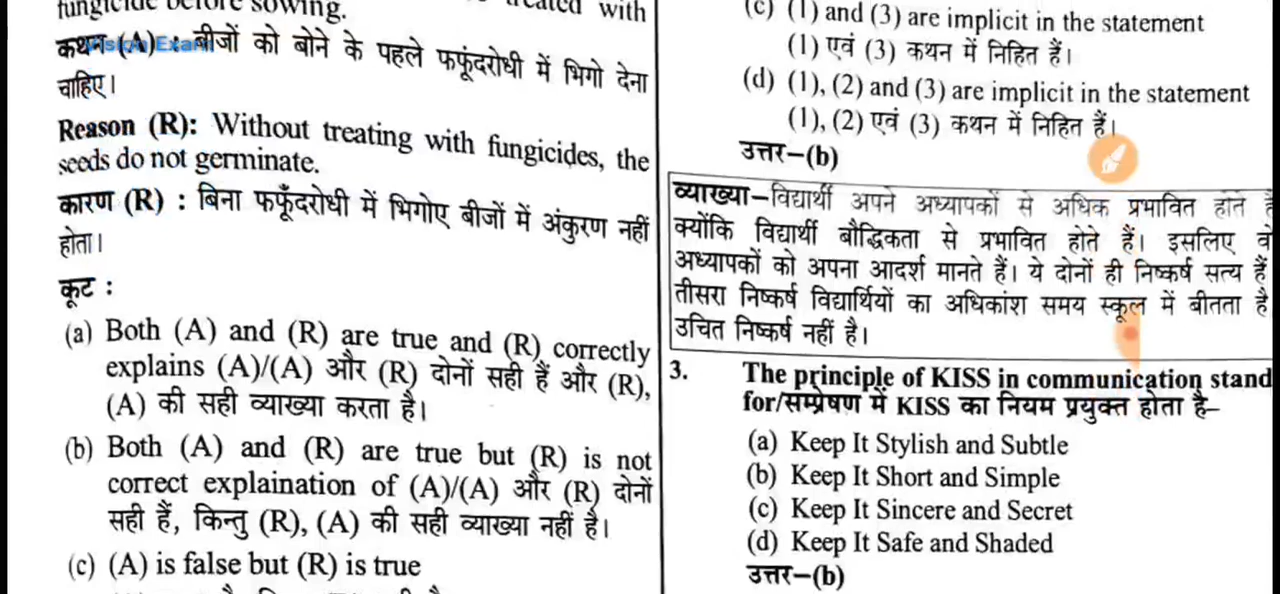 fungicide before sowing.
treated with
कथन (A) : बीजों को बोने के पहले फफूंदरोधी में भिगो देना
Vision Exam
चाहिए।
Reason (R): Without treating with fungicides, the
seeds do not germinate.
कारण (R) : बिना फफूँदरोधी में भिगोए बीजों में अंकुरण नहीं
होता।
कूट :
(a) Both (A) and (R) are true and (R) correctly
explains (A)/(A) और (R) दोनों सही हैं और (R),
(A) की सही व्याख्या करता है।
(b) Both (A) and (R) are true but (R) is not
correct explaination of (A)/(A) और (R) दोनों
सही हैं, किन्तु (R), (A) की सही व्याख्या नहीं है।
(c) (A) is false but (R) is true
(c) (1) and (3) are implicit in the statement
(1) एवं (3) कथन में निहित हैं।
(d) (1), (2) and (3) are implicit in the statement
(1), (2) एवं (3) कथन में निहित हैं।
उत्तर–(b)
व्याख्या–विद्यार्थी अपने अध्यापकों से अधिक प्रभावित होते
क्योंकि विद्यार्थी बौद्धिकता से प्रभावित होते हैं। इसलिए वो
अध्यापकों को अपना आदर्श मानते हैं। ये दोनों ही निष्कर्ष सत्य हैं
तीसरा निष्कर्ष विद्यार्थियों का अधिकांश समय स्कूल में बीतता है
उचित निष्कर्ष नहीं है।
3. The principle of KISS in communication stand
for/सम्प्रेषण में KISS का नियम प्रयुक्त होता है–
(a) Keep It Stylish and Subtle
(b) Keep It Short and Simple
(c) Keep It Sincere and Secret
(d) Keep It Safe and Shaded
उत्तर–(b)